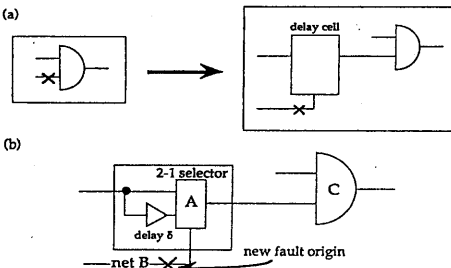 (a)
delay cell
(b)
2-1 selector
A
C
delay δ
net B
new fault origin